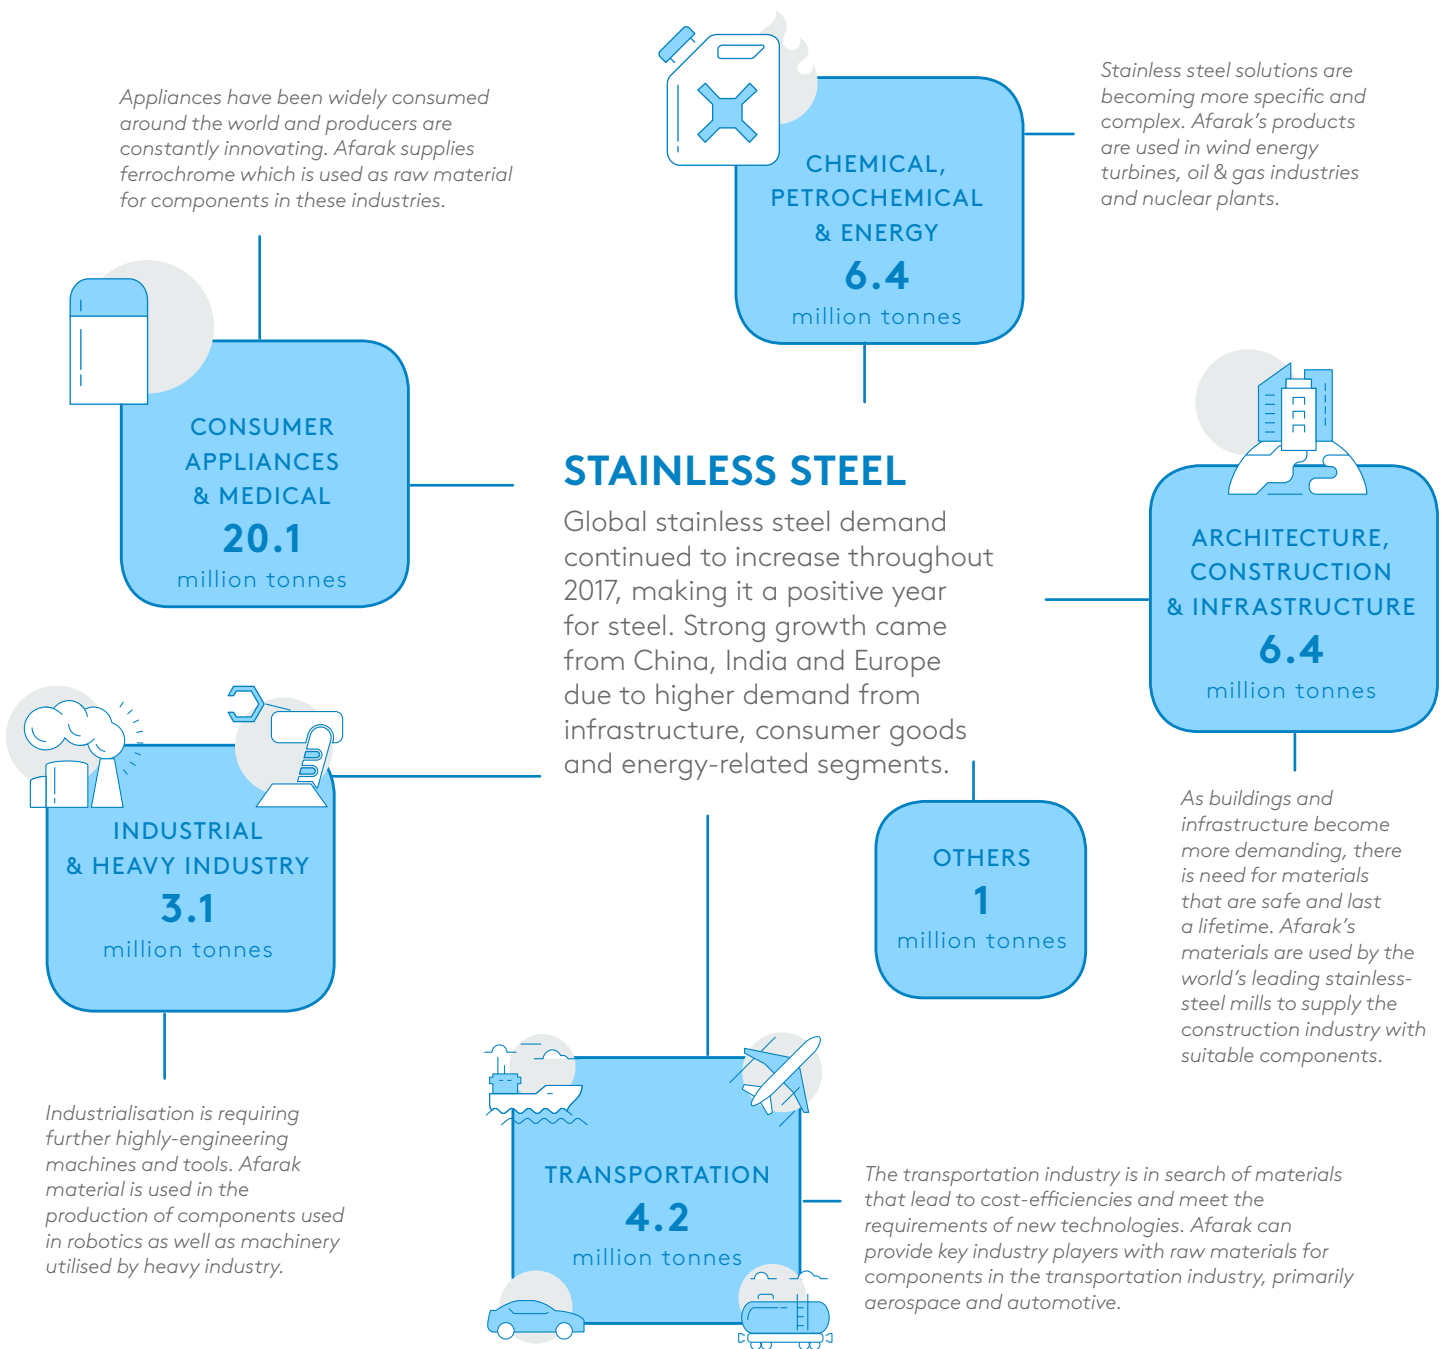 Appliances have been widely consumed
around the world and producers are
constantly innovating. Afarak supplies
ferrochrome which is used as raw material
for components in these industries.
CHEMICAL,
PETROCHEMICAL
& ENERGY
6.4
million tonnes
Stainless steel solutions are
becoming more specific and
complex. Afarak's products
are used in wind energy
turbines, oil & gas industries
and nuclear plants.
CONSUMER
APPLIANCES
& MEDICAL
20.1
million tonnes
STAINLESS STEEL
Global stainless steel demand
continued to increase throughout
2017, making it a positive year
for steel. Strong growth came
from China, India and Europe
due to higher demand from
infrastructure, consumer goods
and energy-related segments.
ARCHITECTURE,
CONSTRUCTION
& INFRASTRUCTURE
6.4
million tonnes
As buildings and
infrastructure become
more demanding, there
is need for materials
that are safe and last
a lifetime. Afarak's
materials are used by the
world's leading stainless-
steel mills to supply the
construction industry with
suitable components.
INDUSTRIAL
& HEAVY INDUSTRY
3.1
million tonnes
OTHERS
1
million tonnes
Industrialisation is requiring
further highly-engineering
machines and tools. Afarak
material is used in the
production of components used
in robotics as well as machinery
utilised by heavy industry.
TRANSPORTATION
4.2
million tonnes
The transportation industry is in search of materials
that lead to cost-efficiencies and meet the
requirements of new technologies. Afarak can
provide key industry players with raw materials for
components in the transportation industry, primarily
aerospace and automotive.